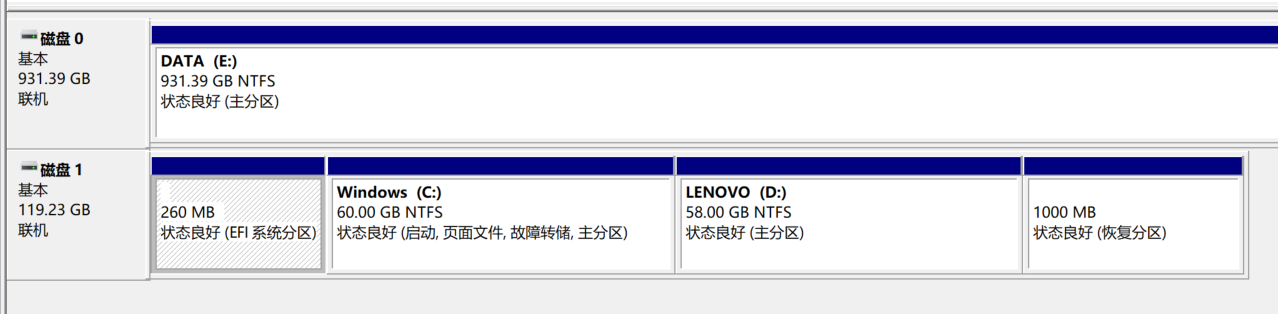 磁盘 0
基本
931.39 GB
联机
DATA (E:)
931.39 GB NTFS
状态良好 (主分区)
磁盘 1
基本
119.23 GB
联机
260 MB
状态良好 (EFI 系统分区)
Windows (C:)
60.00 GB NTFS
状态良好 (启动, 页面文件, 故障转储, 主分区)
LENOVO (D:)
58.00 GB NTFS
状态良好 (主分区)
1000 MB
状态良好 (恢复分区)